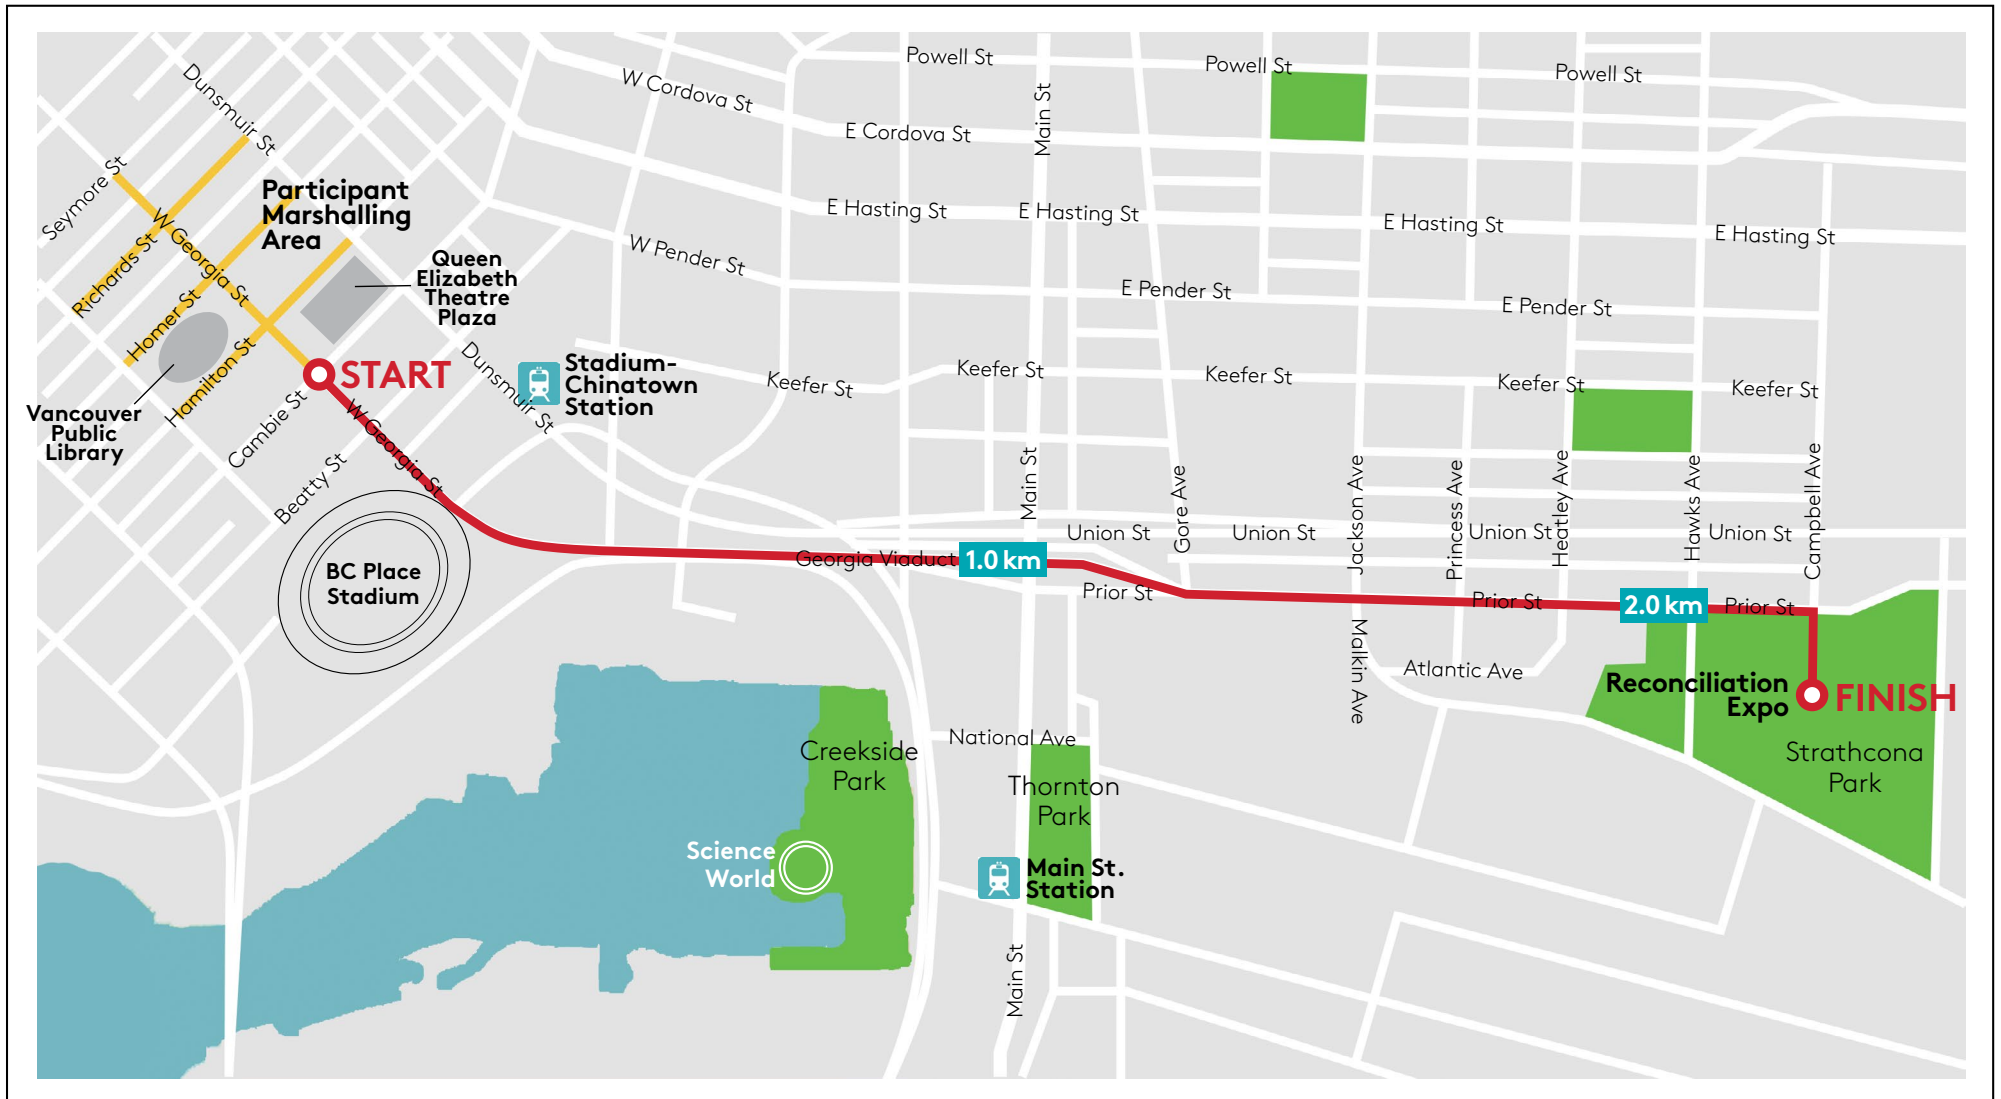 Powell St
Powell St
Powell St
W Cordova St
E Cordova St
Main St
Dunsmuir St
Seymore St
Participant
Marshalling
Area
E Hasting St
E Hasting St
E Hasting St
E Hasting St
W Georgia St
Richards St
Queen
Elizabeth
Theatre
Plaza
W Pender St
E Pender St
E Pender St
Homer St
Hamilton St
START
Dunsmuir St
Stadium-
Chinatown
Station
Keefer St
Keefer St
Keefer St
Keefer St
Keefer St
Vancouver
Public
Library
Cambie St
W Georgia St
Beatty St
Main St
Gore Ave
Jackson Ave
Princess Ave
Heatley Ave
Hawks Ave
Campbell Ave
Union St
Union St
Union St
Union St
BC Place
Stadium
Georgia Viaduct
1.0 km
Prior St
Prior St
2.0 km
Prior St
Malkin Ave
Atlantic Ave
Reconciliation
Expo
FINISH
Strathcona
Park
National Ave
Creekside
Park
Thornton
Park
Science
World
Main St.
Station
Main St